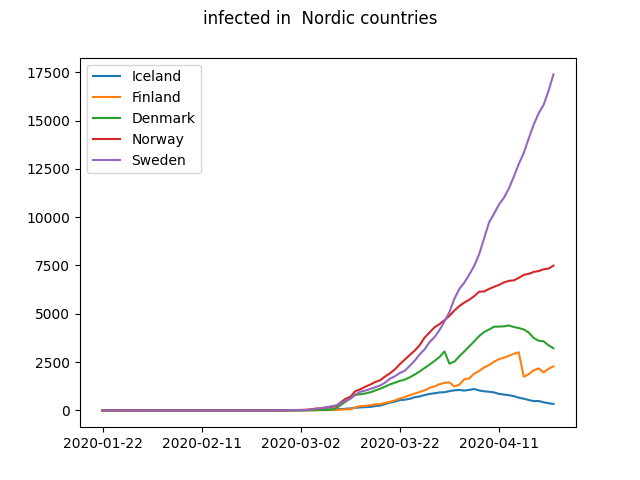 infected in  Nordic countries
17500
15000
12500
10000
7500
5000
2500
0
Iceland
Finland
Denmark
Norway
Sweden
2020-01-22
2020-02-11
2020-03-02
2020-03-22
2020-04-11